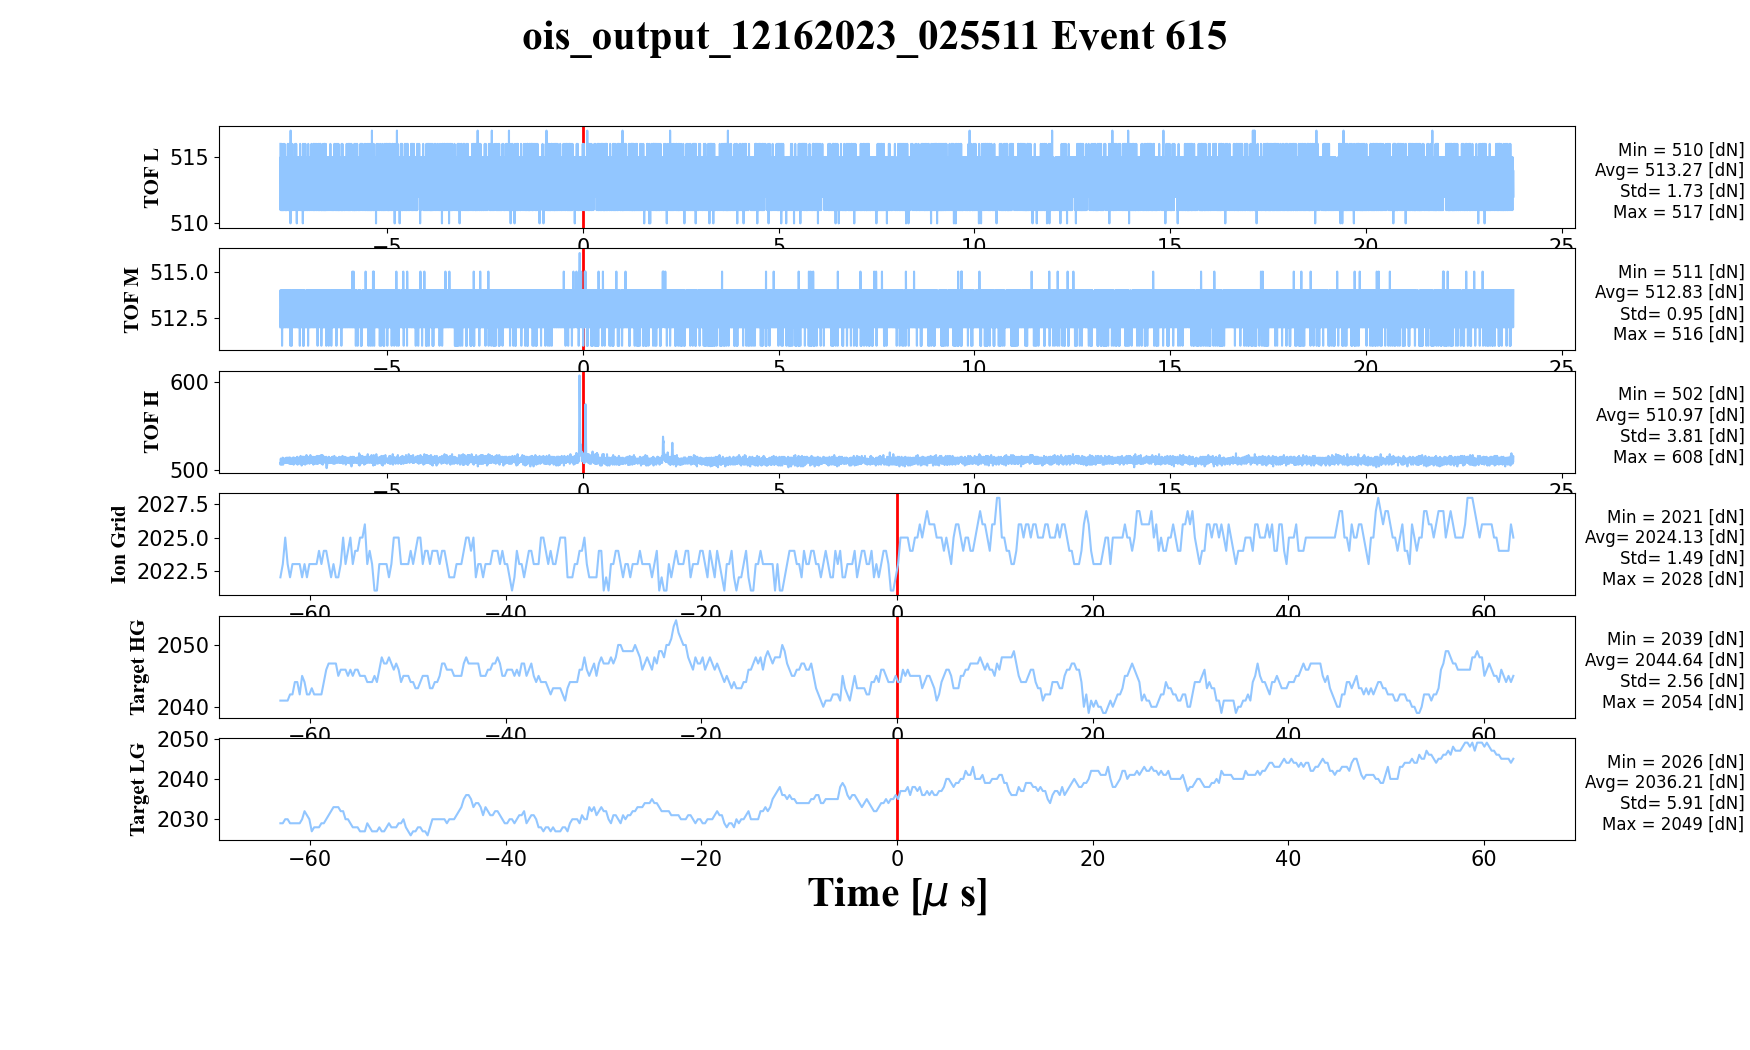 ois_output_12162023_025511 Event 615
TOF L
515
510
−5 0 5 10 15 20 25
Min = 510 [dN]
Avg= 513.27 [dN]
Std= 1.73 [dN]
Max = 517 [dN]
TOF M
515.0
512.5
−5 0 5 10 15 20 25
Min = 511 [dN]
Avg= 512.83 [dN]
Std= 0.95 [dN]
Max = 516 [dN]
TOF H
600
500
−5 0 5 10 15 20 25
Min = 502 [dN]
Avg= 510.97 [dN]
Std= 3.81 [dN]
Max = 608 [dN]
Ion Grid
2027.5
2025.0
2022.5
−60 −40 −20 0 20 40 60
Min = 2021 [dN]
Avg= 2024.13 [dN]
Std= 1.49 [dN]
Max = 2028 [dN]
Target HG
2050
2040
−60 −40 −20 0 20 40 60
Min = 2039 [dN]
Avg= 2044.64 [dN]
Std= 2.56 [dN]
Max = 2054 [dN]
Target LG
2050
2040
2030
−60 −40 −20 0 20 40 60
Min = 2026 [dN]
Avg= 2036.21 [dN]
Std= 5.91 [dN]
Max = 2049 [dN]
Time [μ s]